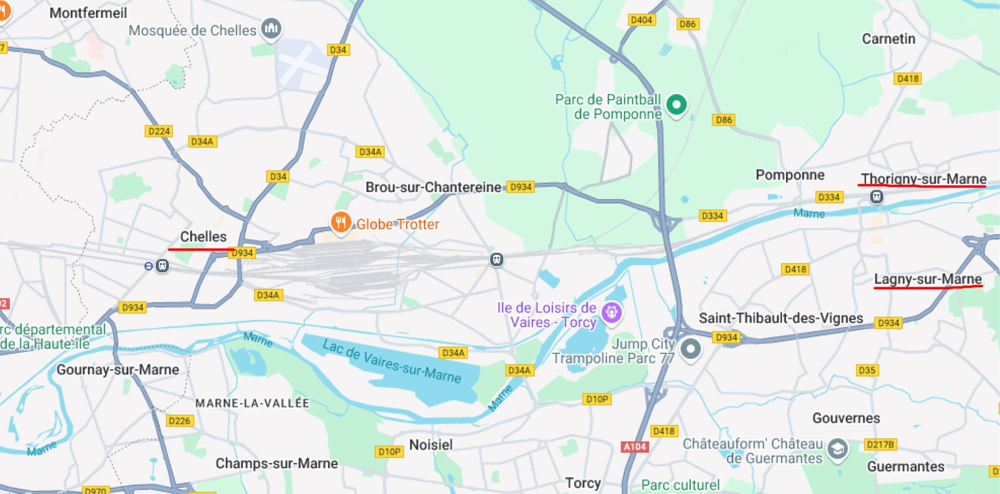 Montfermeil
Mosquée de Chelles
D34
D404
D86
Carnetin
7
D418
Parc de Paintball
de Pomponne
D86
D224
D34A
D34A
D34
Brou-sur-Chantereine
D934
Pomponne
Thorigny-sur-Marne
D334
Marne
D334
Globe Trotter
Chelles
D934
D418
Lagny-sur-Marne
D34A
D934
Ile de Loisirs de
Vaires - Torcy
Saint-Thibault-des-Vignes
D934
D934
rc départemental
de la Haute-île
Marne
Lac de Vaires-sur-Marne
D34A
Jump City
Trampoline Parc 77
Gournay-sur-Marne
D34A
D35
Marne
MARNE-LA-VALLÉE
D10P
D226
Gouvernes
D418
Marne
Noisiel
D10P
A104
Châteauform' Château
de Guermantes
D217B
Champs-sur-Marne
Guermantes
Torcy
Parc culturel
D970